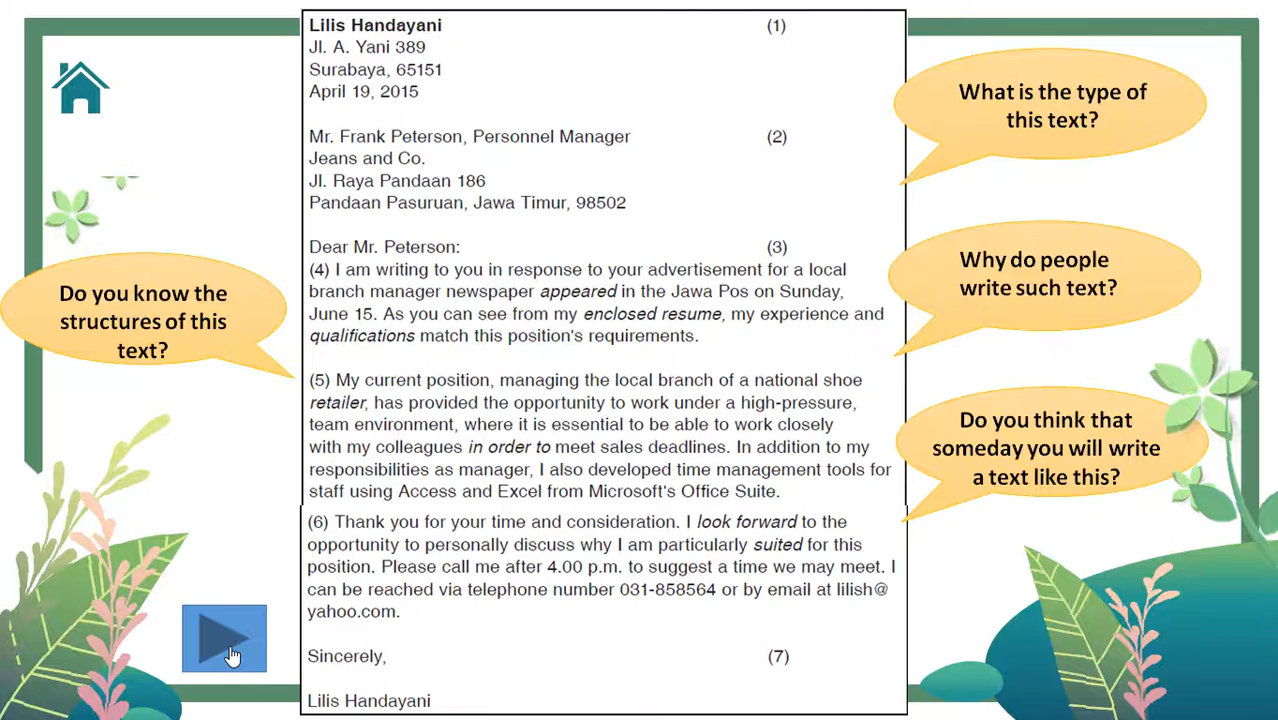 Lilis Handayani (1)
Jl. A. Yani 389
Surabaya, 65151
April 19, 2015
Mr. Frank Peterson, Personnel Manager (2)
Jeans and Co.
Jl. Raya Pandaan 186
Pandaan Pasuruan, Jawa Timur, 98502
Dear Mr. Peterson: (3)
(4) I am writing to you in response to your advertisement for a local
branch manager newspaper appeared in the Jawa Pos on Sunday,
June 15. As you can see from my enclosed resume, my experience and
qualifications match this position's requirements.
(5) My current position, managing the local branch of a national shoe
retailer, has provided the opportunity to work under a high-pressure,
team environment, where it is essential to be able to work closely
with my colleagues in order to meet sales deadlines. In addition to my
responsibilities as manager, I also developed time management tools for
staff using Access and Excel from Microsoft's Office Suite.
(6) Thank you for your time and consideration. I look forward to the
opportunity to personally discuss why I am particularly suited for this
position. Please call me after 4.00 p.m. to suggest a time we may meet. I
can be reached via telephone number 031-858564 or by email at lilish@
yahoo.com.
Sincerely, (7)
Lilis Handayani
Do you know the
structures of this
text?
What is the type of
this text?
Why do people
write such text?
Do you think that
someday you will write
a text like this?